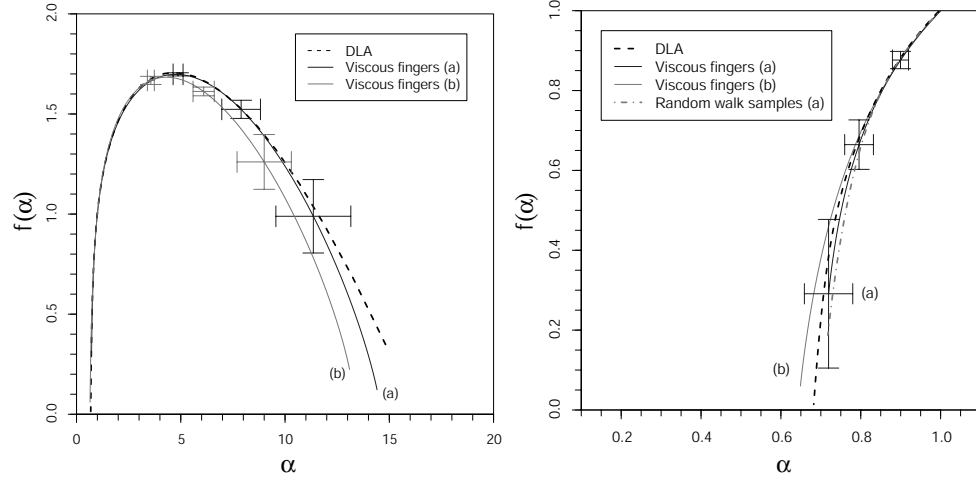 2.0
1.5
1.0
0.5
0.0
f(α)
DLA
Viscous fingers (a)
Viscous fingers (b)
(b)
(a)
0
5
10
15
20
α
1.0
0.8
0.6
0.4
0.2
0.0
f(α)
DLA
Viscous fingers (a)
Viscous fingers (b)
Random walk samples (a)
(a)
(b)
0.2
0.4
0.6
0.8
1.0
α